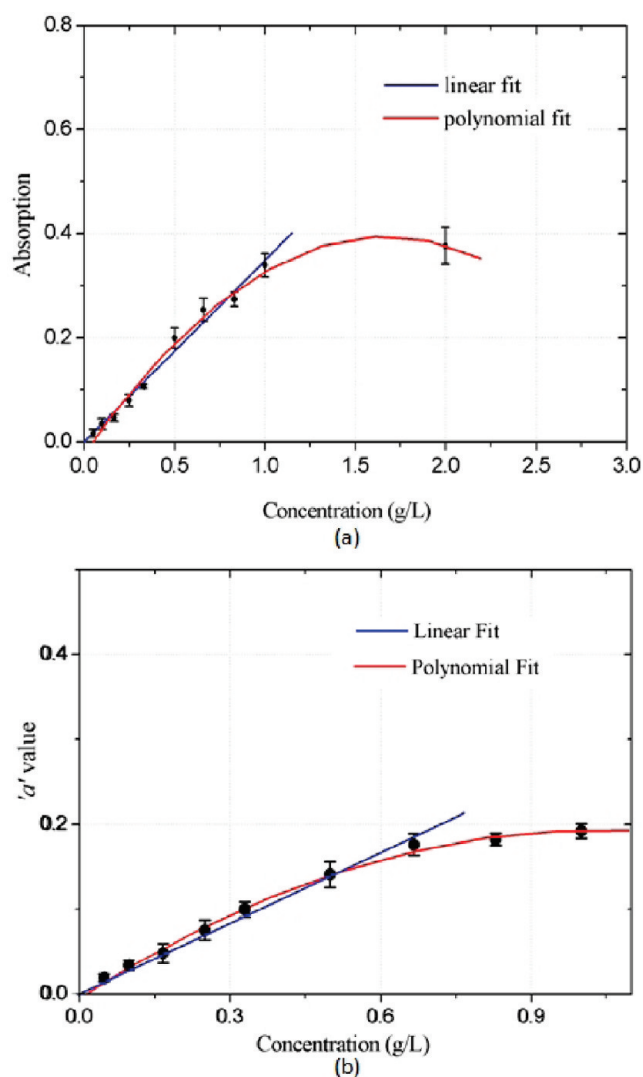 0.8
0.6
0.4
0.2
0.0
Absorption
linear fit
polynomial fit
0.0 0.5 1.0 1.5 2.0 2.5 3.0
Concentration (g/L)
(a)
0.4
0.2
0.0
'a' value
Linear Fit
Polynomial Fit
0.0 0.3 0.6 0.9
Concentration (g/L)
(b)